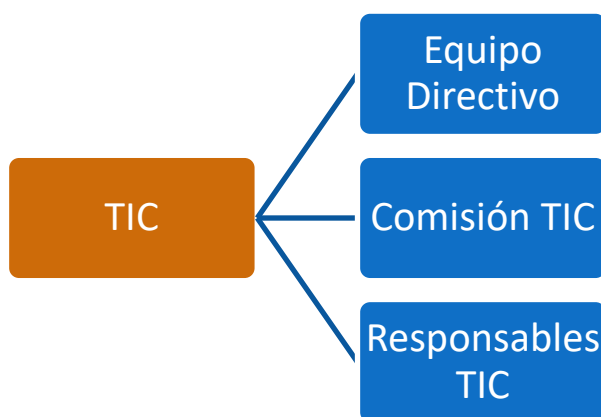 Equipo
Directivo
TIC
Comisión TIC
Responsables
TIC